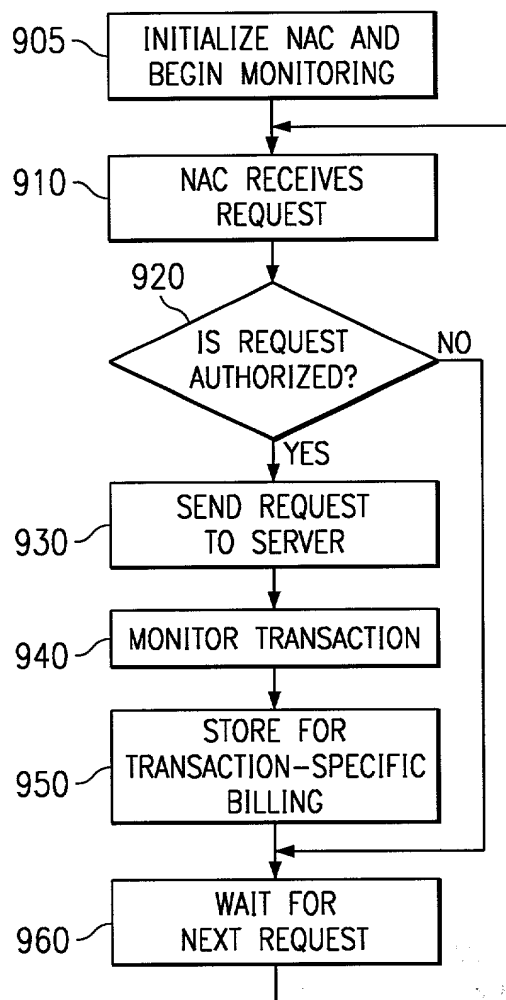 905
INITIALIZE NAC AND
BEGIN MONITORING
910
NAC RECEIVES
REQUEST
920
IS REQUEST
AUTHORIZED?
NO
YES
930
SEND REQUEST
TO SERVER
940
MONITOR TRANSACTION
950
STORE FOR
TRANSACTION-SPECIFIC
BILLING
960
WAIT FOR
NEXT REQUEST